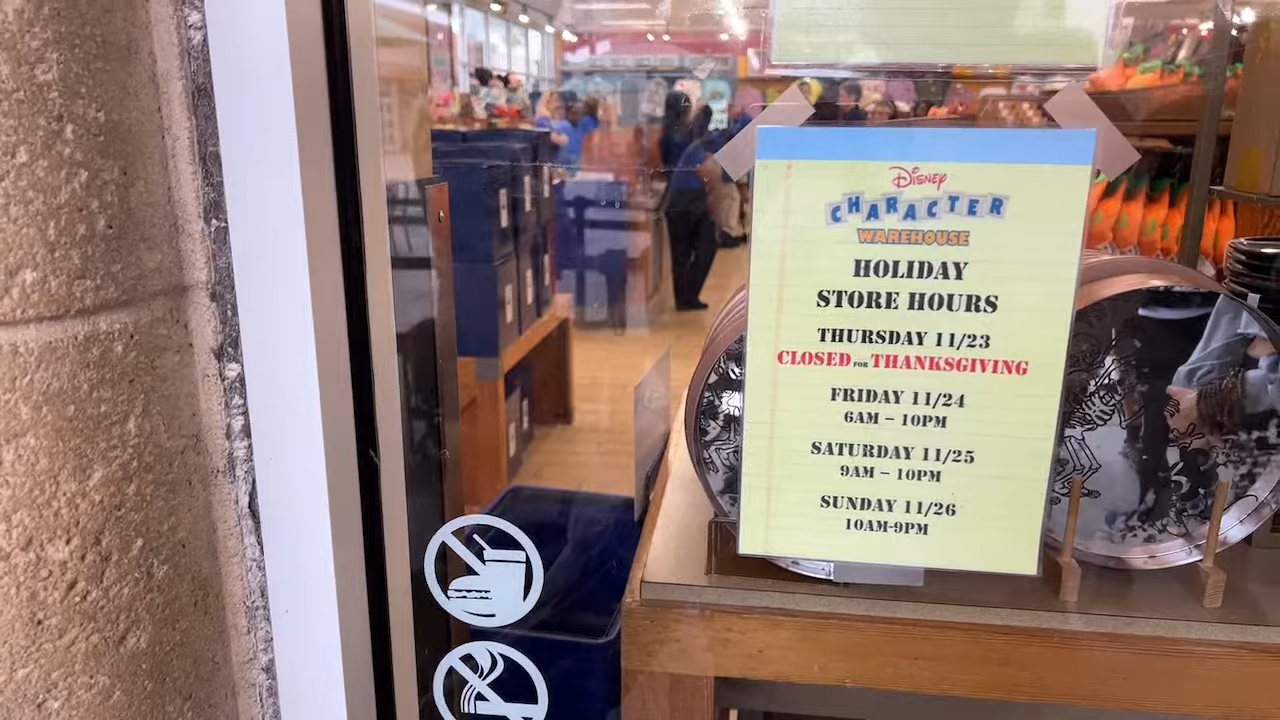 Disney
CHARACTER
WAREHOUSE
HOLIDAY
STORE HOURS
THURSDAY 11/23
CLOSED FOR THANKSGIVING
FRIDAY 11/24
6AM – 10PM
SATURDAY 11/25
9AM – 10PM
SUNDAY 11/26
10AM-9PM